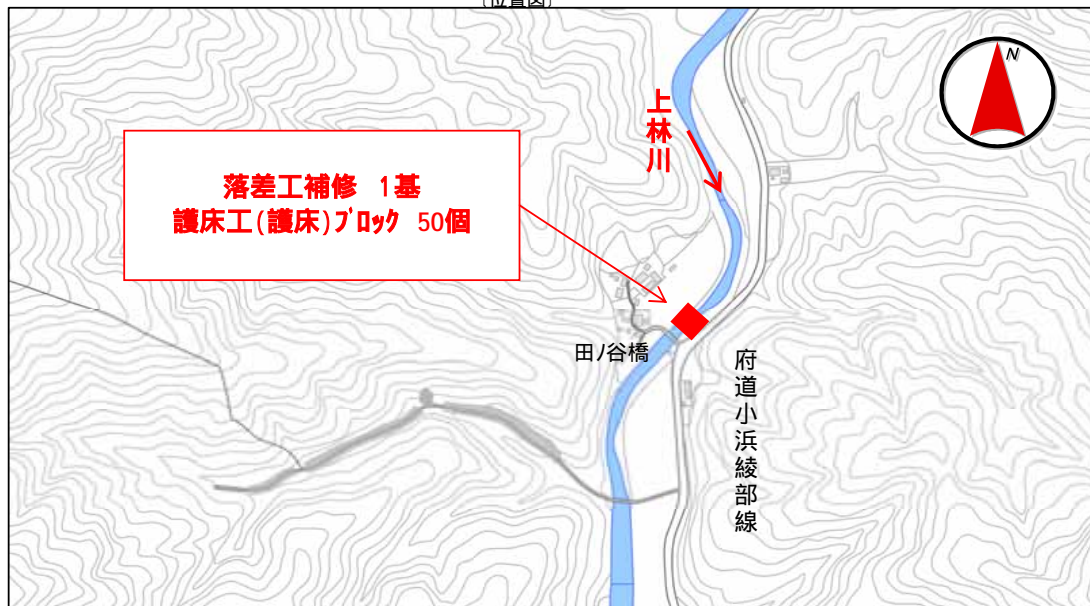 〔位置図〕
N
上林川
落差工補修 1基
護床工(護床)ブロック 50個
田ノ谷橋
府道小浜綾部線